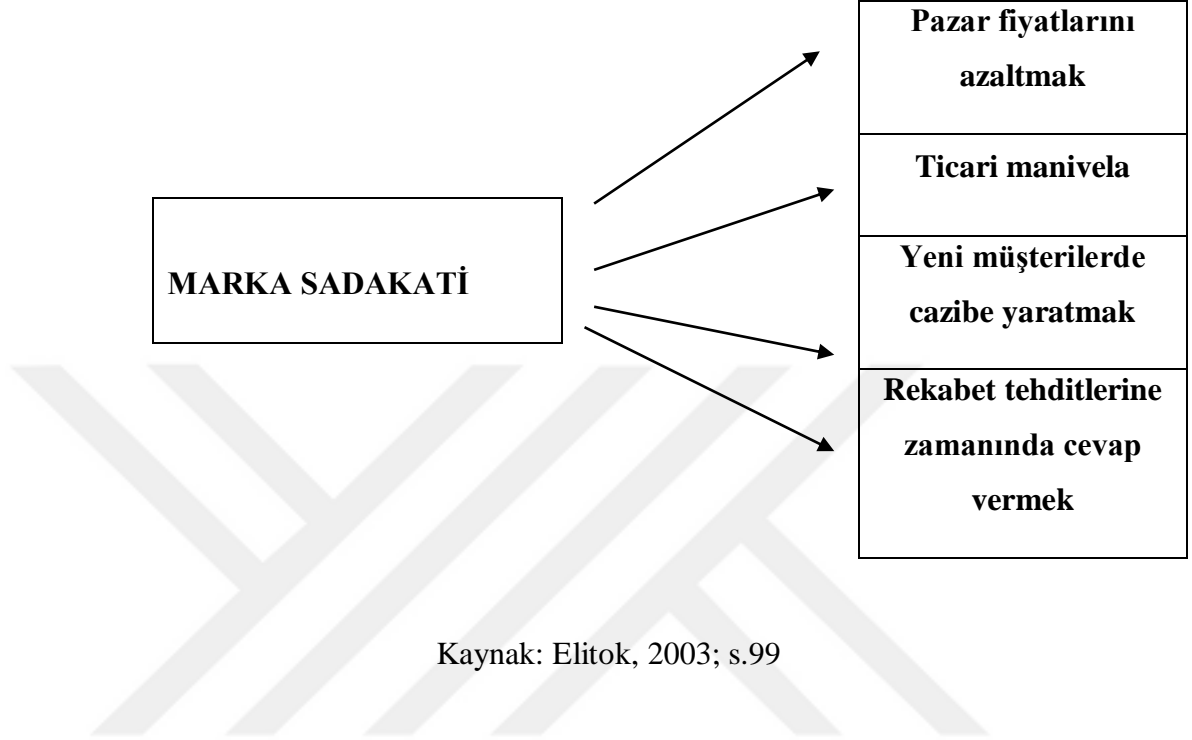 Pazar fiyatlarını
azaltmak
Ticari manivela
MARKA SADAKATİ
Yeni müşterilerde
cazibe yaratmak
Rekabet tehditlerine
zamanında cevap
vermek
Kaynak: Elitok, 2003; s.99